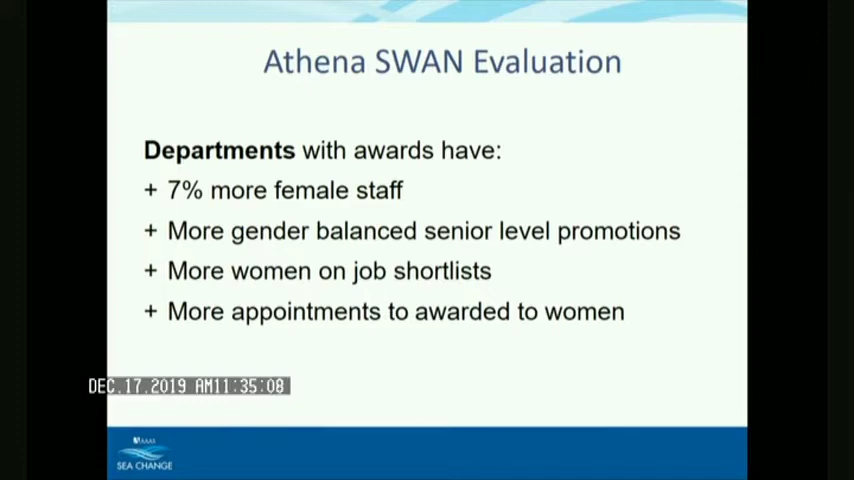 Athena SWAN Evaluation
Departments with awards have:
+ 7% more female staff
+ More gender balanced senior level promotions
+ More women on job shortlists
+ More appointments to awarded to women
DEC.17.2019 AM11:35:08
AAAS
SEA CHANGE